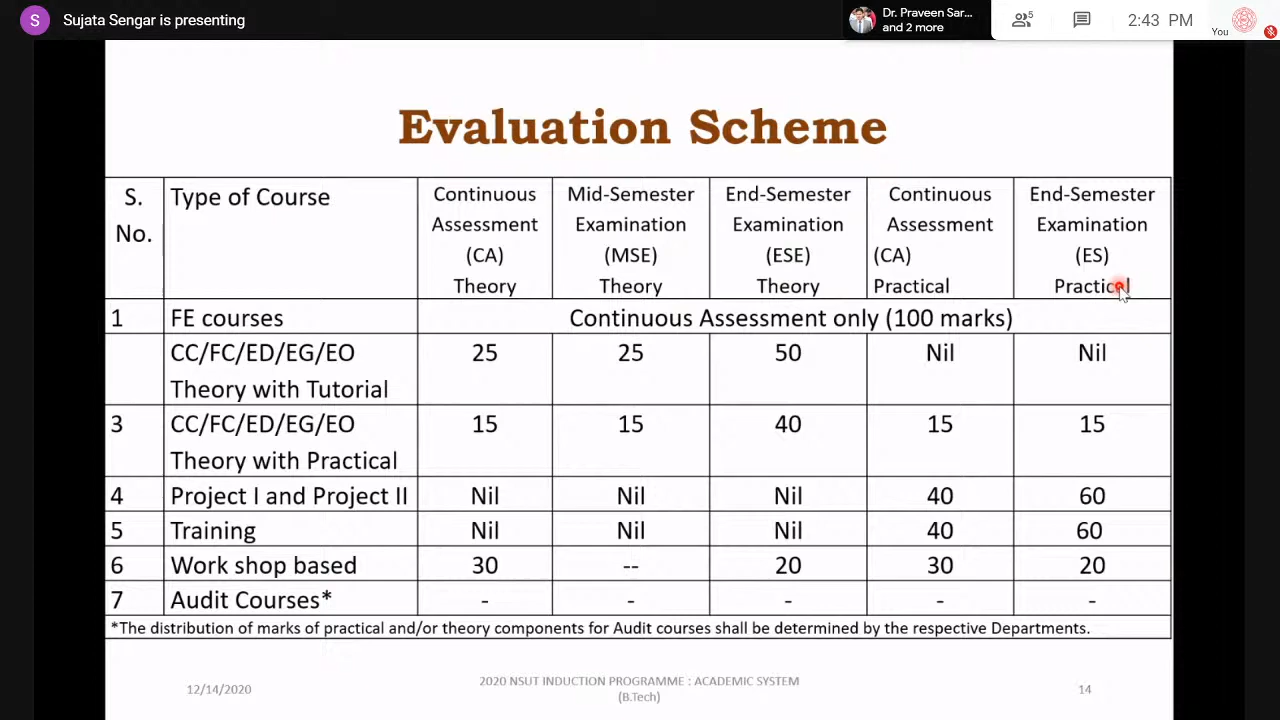 S
Sujata Sengar is presenting
Dr. Praveen Sar...
and 2 more
5
2:43 PM
You
Evaluation Scheme
S. No.
Type of Course
Continuous Assessment (CA) Theory
Mid-Semester Examination (MSE) Theory
End-Semester Examination (ESE) Theory
Continuous Assessment (CA) Practical
End-Semester Examination (ES) Practical
1 FE courses Continuous Assessment only (100 marks)
CC/FC/ED/EG/EO 25 25 50 Nil Nil
Theory with Tutorial
3 CC/FC/ED/EG/EO 15 15 40 15 15
Theory with Practical
4 Project I and Project II Nil Nil Nil 40 60
5 Training Nil Nil Nil 40 60
6 Work shop based 30 -- 20 30 20
7 Audit Courses* - - - - -
*The distribution of marks of practical and/or theory components for Audit courses shall be determined by the respective Departments.
12/14/2020
2020 NSUT INDUCTION PROGRAMME : ACADEMIC SYSTEM
(B.Tech)
14